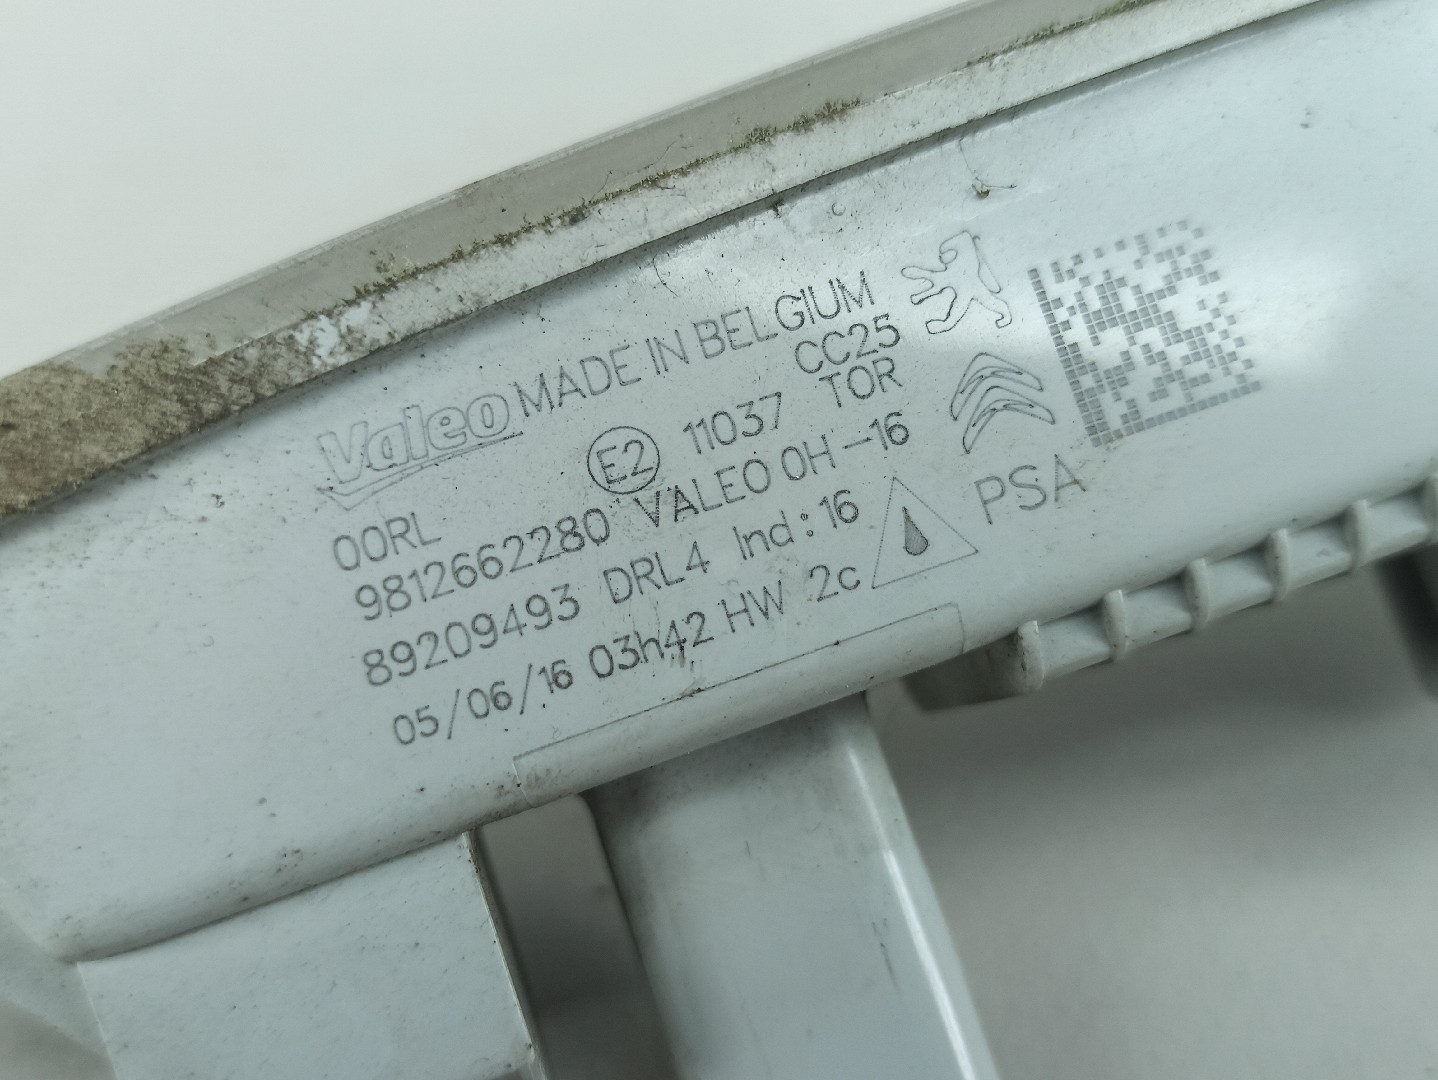 Valeo MADE IN BELGIUM
CC25
E2 11037 TOR
00RL
9812662280 VALEO 0H-16
89209493 DRL4 Ind:16
05/06/16 03h42 HW 2c
PSA